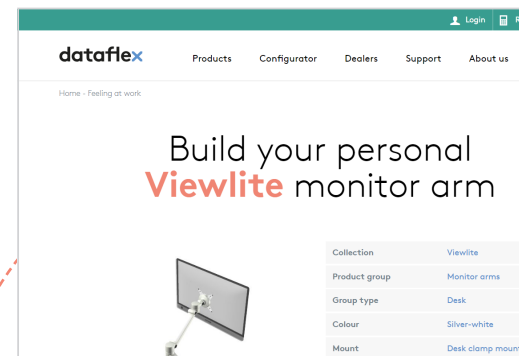 Login
dataflex
Products Configurator Dealers Support About us
Home - Feeling at work
Build your personal
Viewlite monitor arm
Collection Viewlite
Product group Monitor arms
Group type Desk
Colour Silver-white
Mount Desk clamp mount